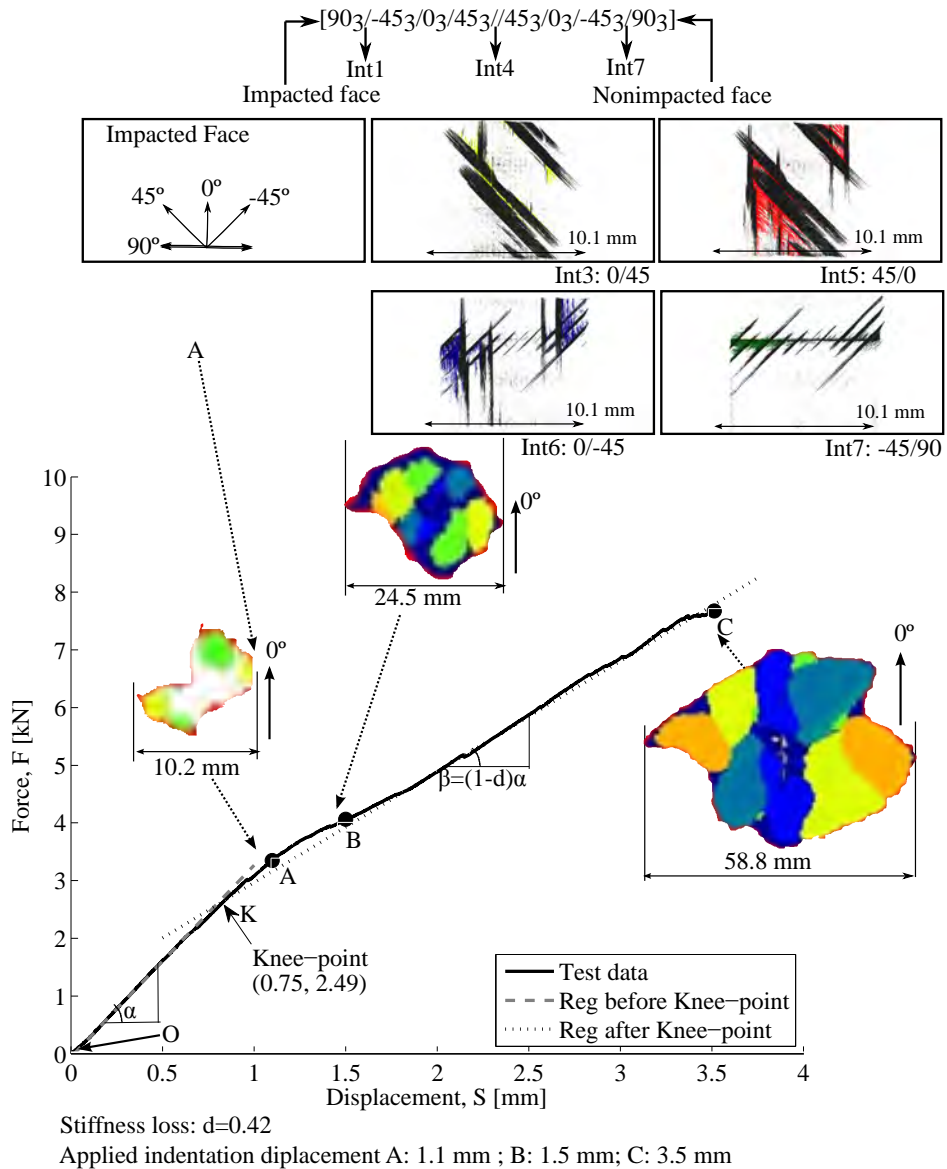 [90₃/-45₃/0₃/45₃//45₃/0₃/-45₃/90₃]
Int1
Int4
Int7
Impacted face
Nonimpacted face
Impacted Face
45º
0º
-45º
90º
10.1 mm
Int3: 0/45
10.1 mm
Int5: 45/0
10.1 mm
Int6: 0/-45
10.1 mm
Int7: -45/90
A
0º
24.5 mm
0º
10.2 mm
0º
58.8 mm
10
9
8
7
6
5
4
3
2
1
0
Force, F [kN]
C
β=(1-d)α
B
A
K
Knee−point
(0.75, 2.49)
α
O
Test data
Reg before Knee−point
Reg after Knee−point
0 0.5 1 1.5 2 2.5 3 3.5 4
Displacement, S [mm]
Stiffness loss: d=0.42
Applied indentation diplacement A: 1.1 mm ; B: 1.5 mm; C: 3.5 mm